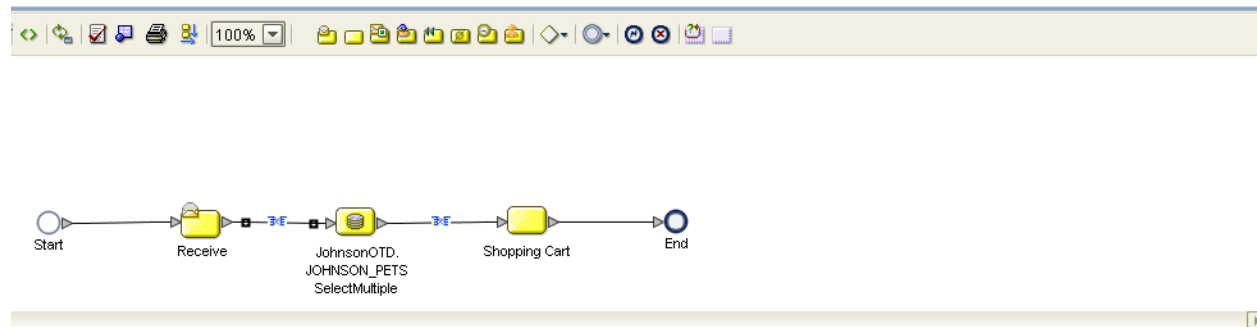 100%
Start
Receive
JohnsonOTD.
JOHNSON_PETS
SelectMultiple
Shopping Cart
End